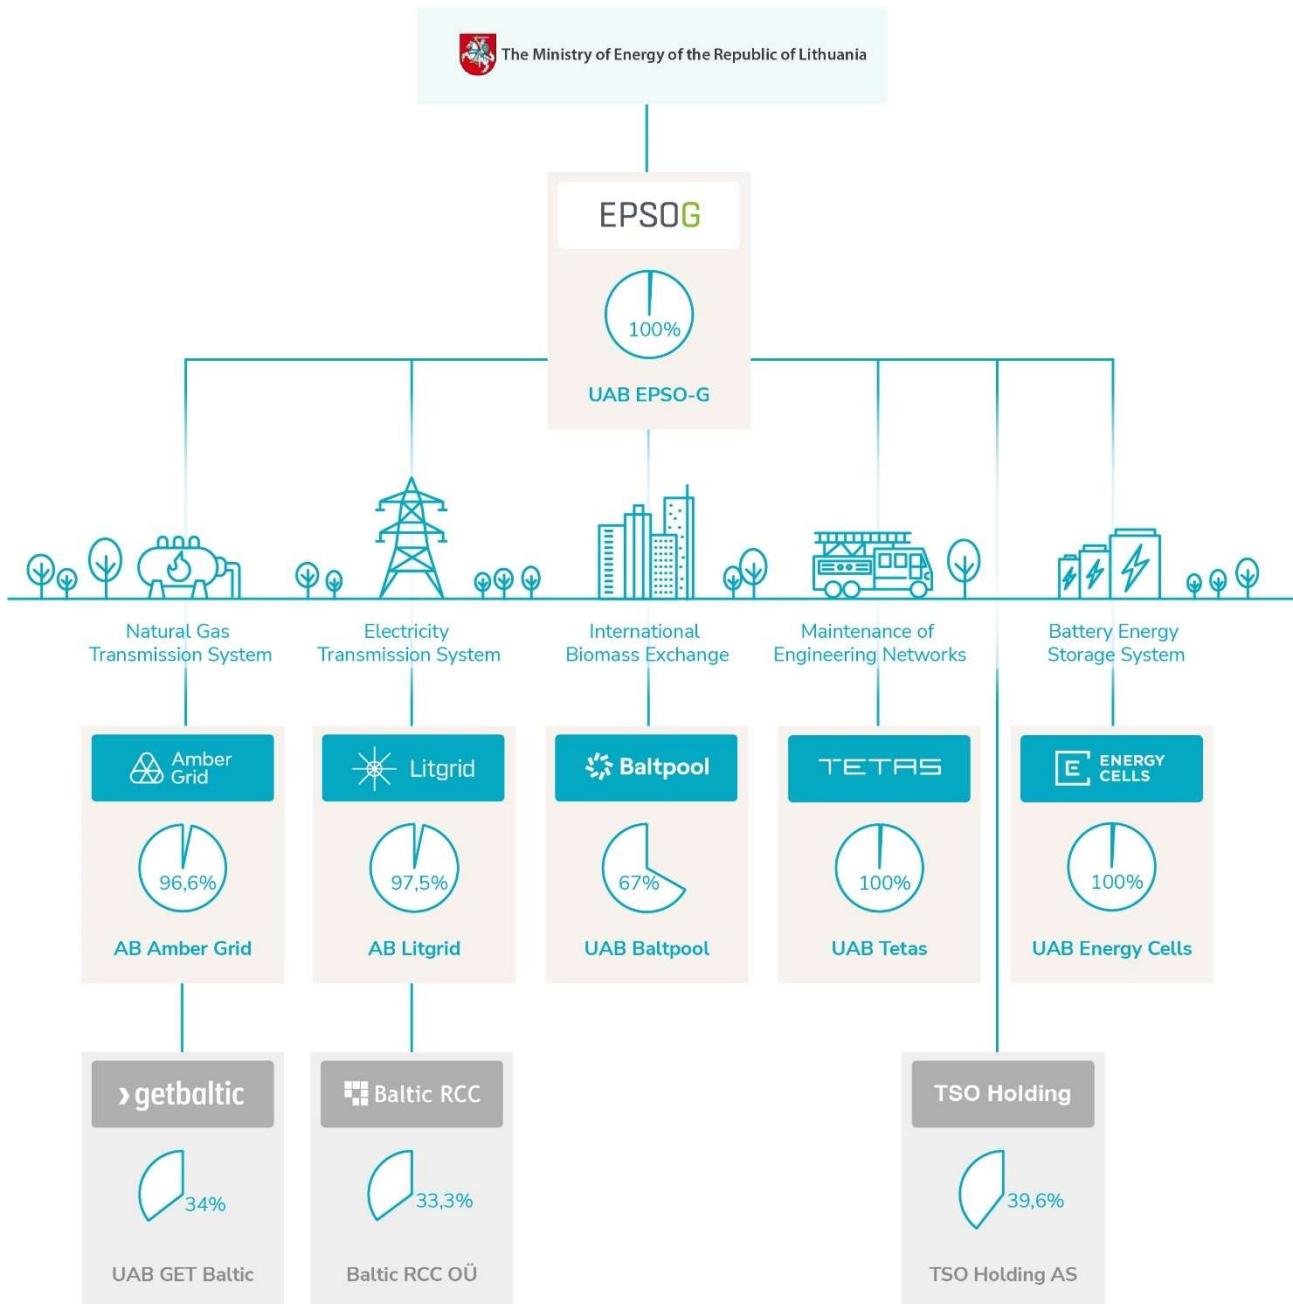 The Ministry of Energy of the Republic of Lithuania
EPSOG
100%
UAB EPSO-G
Natural Gas
Transmission System
Electricity
Transmission System
International
Biomass Exchange
Maintenance of
Engineering Networks
Battery Energy
Storage System
Amber
Grid
96,6%
AB Amber Grid
Litgrid
97,5%
AB Litgrid
Baltpool
67%
UAB Baltpool
TETAS
100%
UAB Tetas
E
ENERGY
CELLS
100%
UAB Energy Cells
getbaltic
34%
UAB GET Baltic
Baltic RCC
33,3%
Baltic RCC OÜ
TSO Holding
39,6%
TSO Holding AS